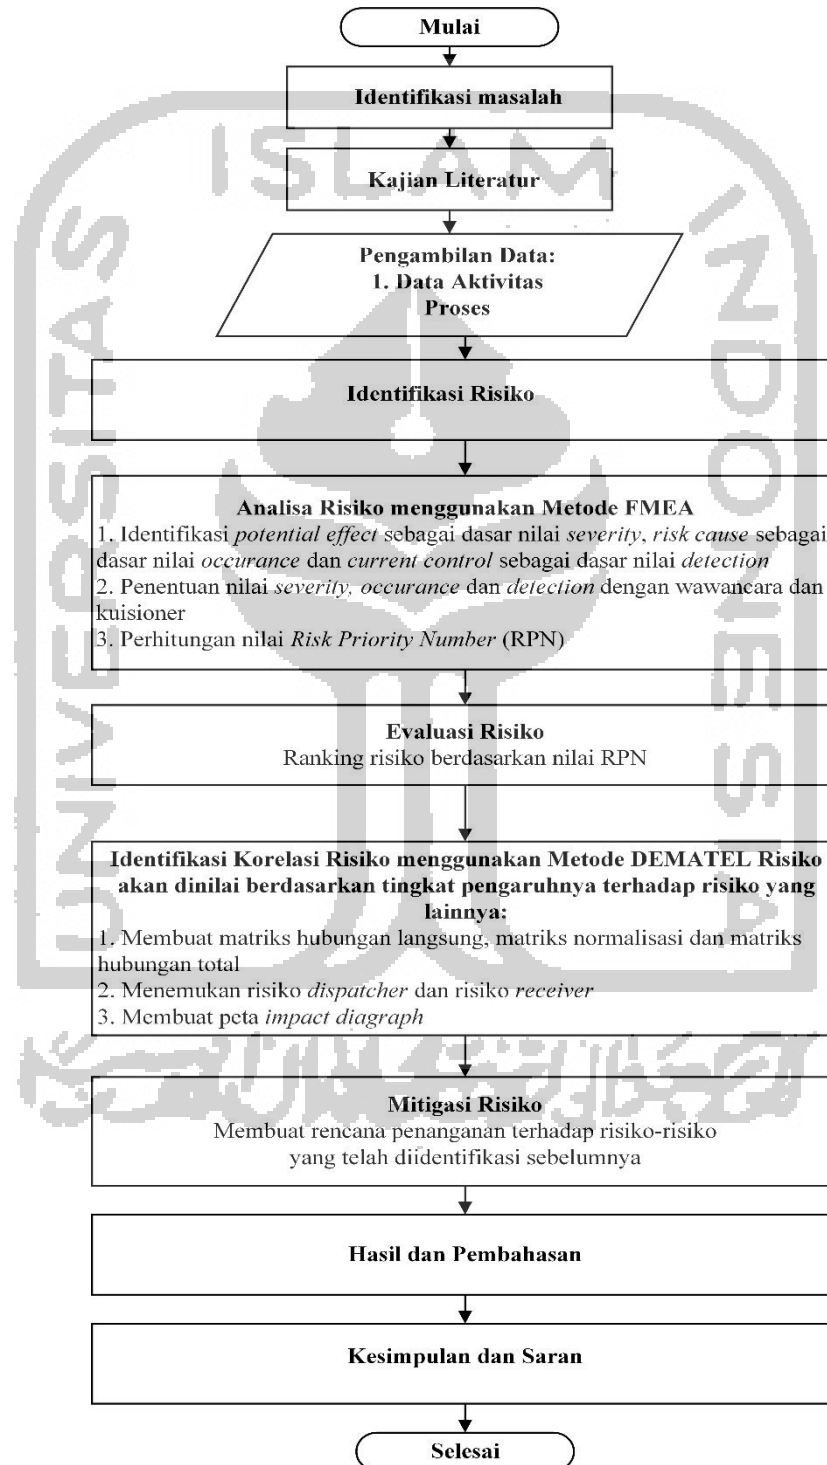 Mulai
Identifikasi masalah
Kajian Literatur
Pengambilan Data:
1. Data Aktivitas
Proses
Identifikasi Risiko
Analisa Risiko menggunakan Metode FMEA
1. Identifikasi potential effect sebagai dasar nilai severity, risk cause sebagai
dasar nilai occurance dan current control sebagai dasar nilai detection
2. Penentuan nilai severity, occurance dan detection dengan wawancara dan
kuisioner
3. Perhitungan nilai Risk Priority Number (RPN)
Evaluasi Risiko
Ranking risiko berdasarkan nilai RPN
Identifikasi Korelasi Risiko menggunakan Metode DEMATEL Risiko
akan dinilai berdasarkan tingkat pengaruhnya terhadap risiko yang
lainnya:
1. Membuat matriks hubungan langsung, matriks normalisasi dan matriks
hubungan total
2. Menemukan risiko dispatcher dan risiko receiver
3. Membuat peta impact diagraph
Mitigasi Risiko
Membuat rencana penanganan terhadap risiko-risiko
yang telah diidentifikasi sebelumnya
Hasil dan Pembahasan
Kesimpulan dan Saran
Selesai
UNIVERSITAS
ISLAM
INDONESIA